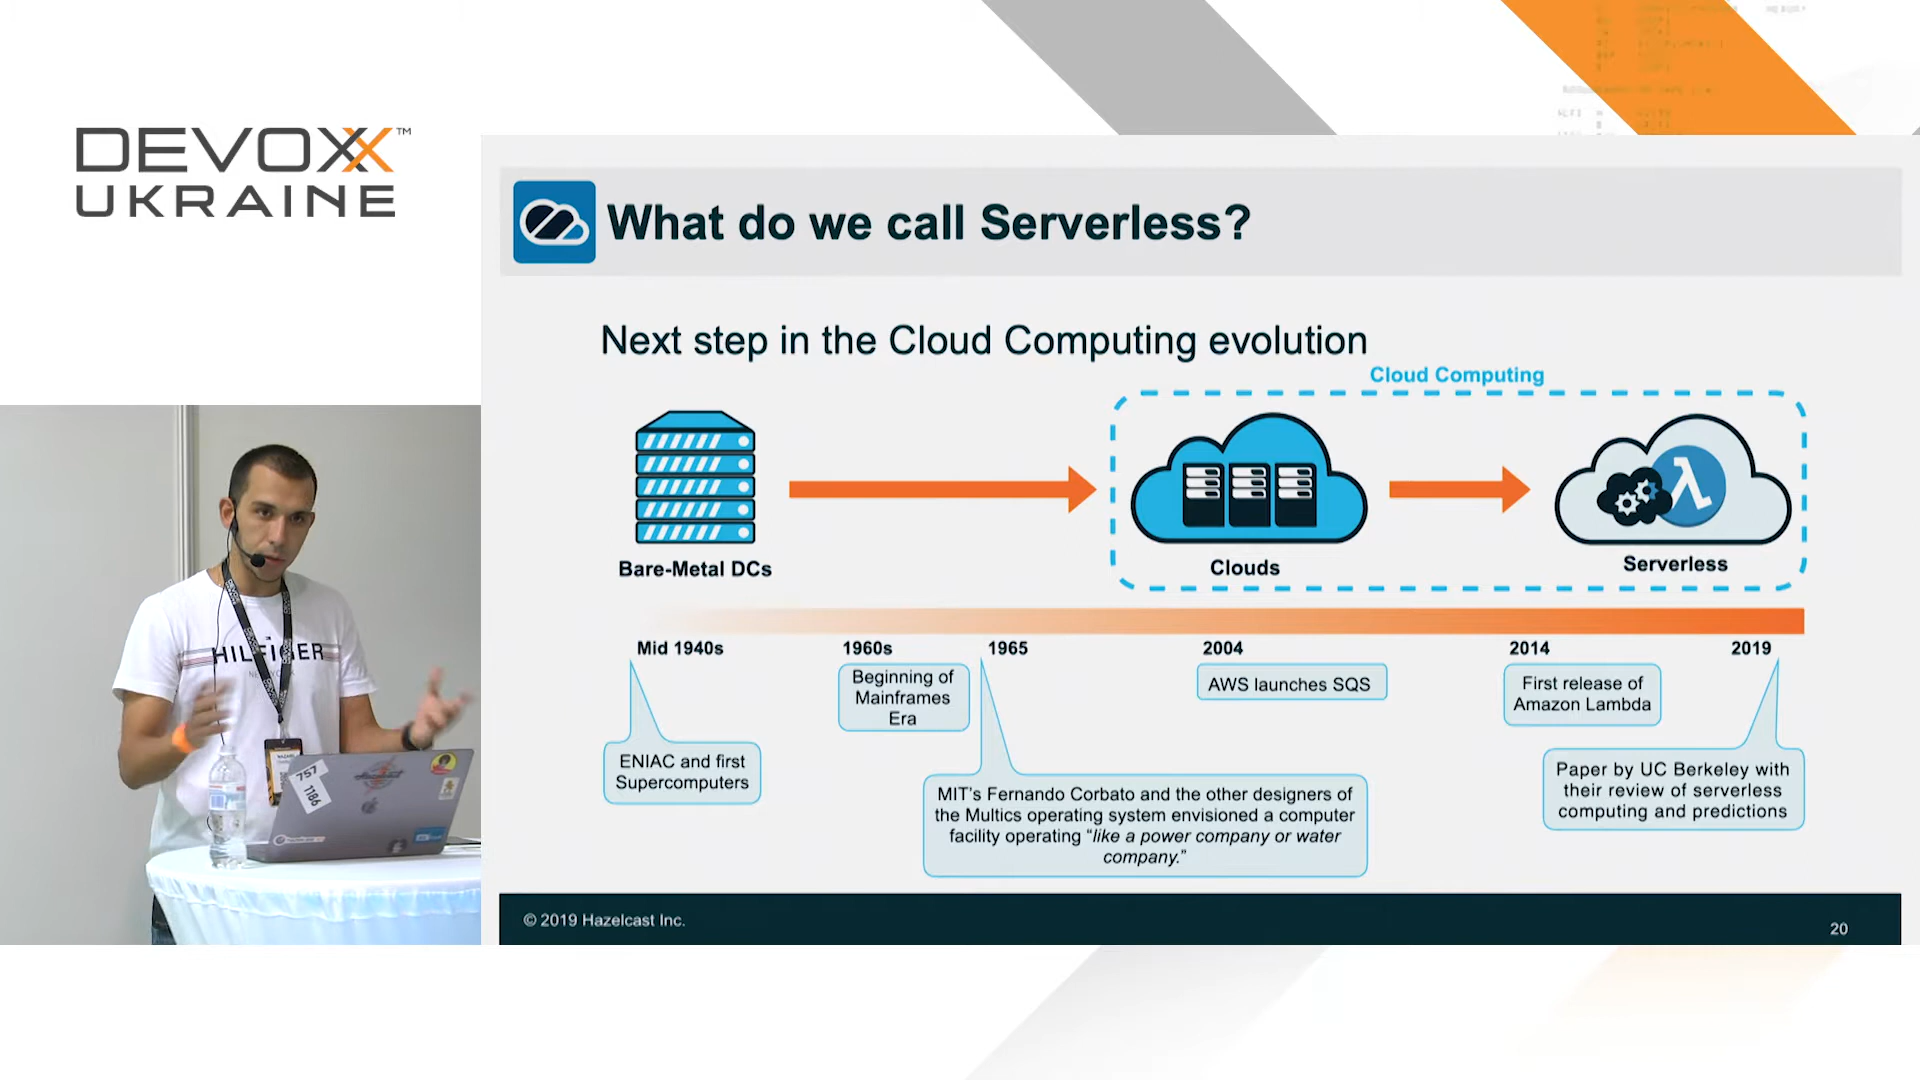 DEVOXX™
UKRAINE
What do we call Serverless?
Next step in the Cloud Computing evolution
Cloud Computing
Bare-Metal DCs
Clouds
λ
Serverless
Mid 1940s
1960s
1965
2004
2014
2019
Beginning of
Mainframes
Era
AWS launches SQS
First release of
Amazon Lambda
ENIAC and first
Supercomputers
MIT's Fernando Corbato and the other designers of
the Multics operating system envisioned a computer
facility operating “like a power company or water
company.”
Paper by UC Berkeley with
their review of serverless
computing and predictions
© 2019 Hazelcast Inc.
20
HILFIGER
757
1186